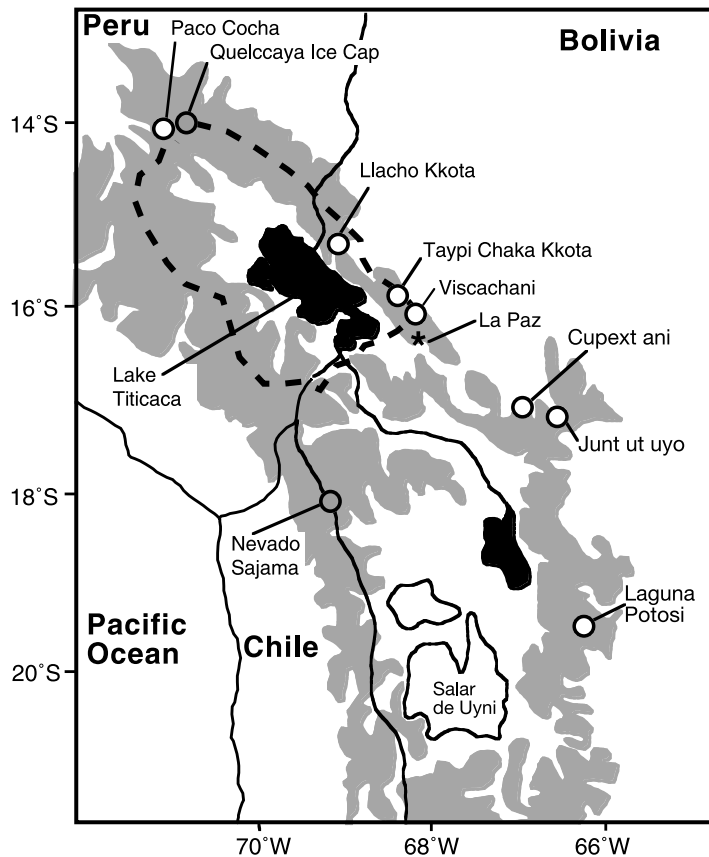 Peru
Paco Cocha
Quelccaya Ice Cap
Bolivia
14°S
Llacho Kkota
Taypi Chaka Kkota
Viscachani
16°S
*
La Paz
Cupext ani
Lake
Titicaca
Junt ut uyo
18°S
Nevado
Sajama
Laguna
Potosi
Pacific
Ocean
Chile
20°S
Salar
de Uyni
70°W
68°W
66°W